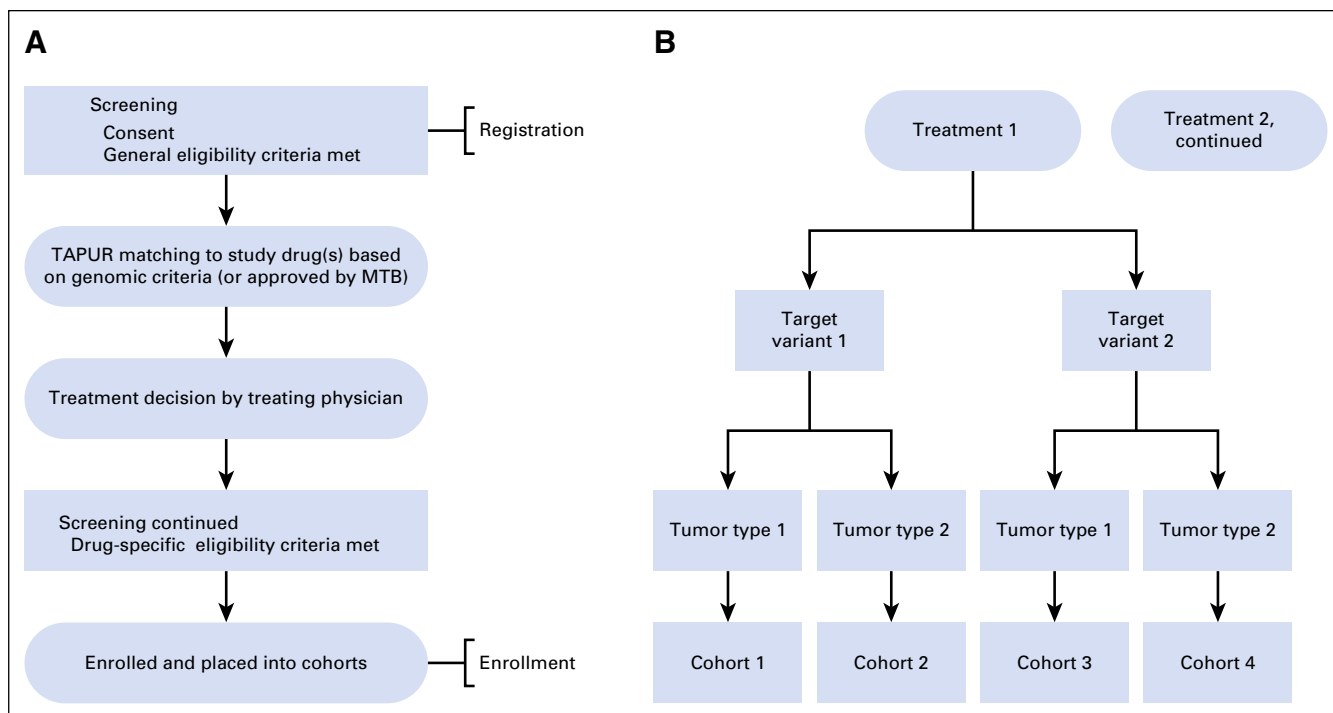 A
Screening
Consent
General eligibility criteria met
Registration
TAPUR matching to study drug(s) based
on genomic criteria (or approved by MTB)
Treatment decision by treating physician
Screening continued
Drug-specific eligibility criteria met
Enrolled and placed into cohorts
Enrollment
B
Treatment 1
Treatment 2,
continued
Target
variant 1
Target
variant 2
Tumor type 1
Tumor type 2
Tumor type 1
Tumor type 2
Cohort 1
Cohort 2
Cohort 3
Cohort 4